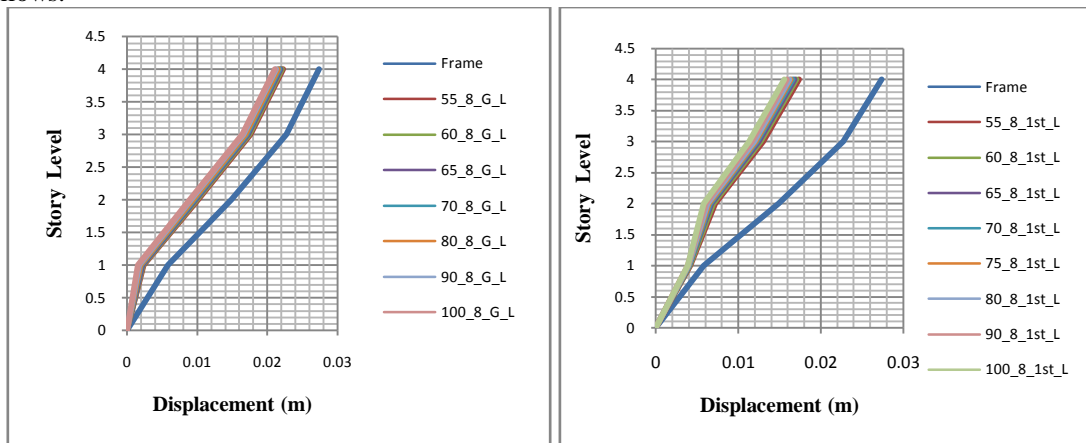 4.5
4
3.5
3
2.5
2
1.5
1
0.5
0
0
0.01
0.02
0.03
Story Level
Displacement (m)
Frame
55_8_G_L
60_8_G_L
65_8_G_L
70_8_G_L
80_8_G_L
90_8_G_L
100_8_G_L
4.5
4
3.5
3
2.5
2
1.5
1
0.5
0
0
0.01
0.02
0.03
Story Level
Displacement (m)
Frame
55_8_1st_L
60_8_1st_L
65_8_1st_L
70_8_1st_L
75_8_1st_L
80_8_1st_L
90_8_1st_L
100_8_1st_L